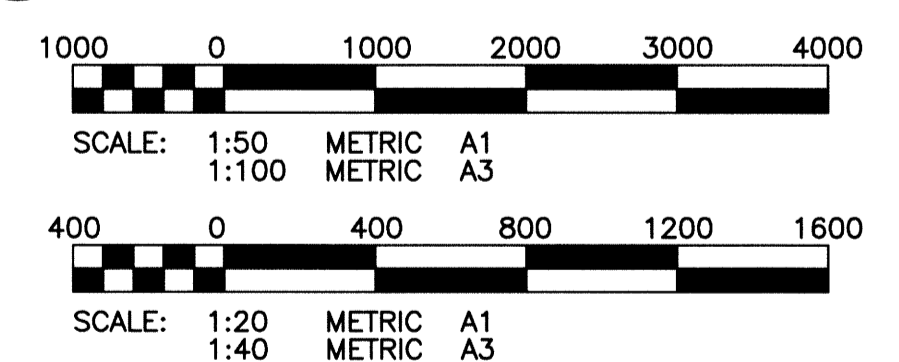 1000 0 1000 2000 3000 4000
SCALE: 1:50 METRIC A1
1:100 METRIC A3
400 0 400 800 1200 1600
SCALE: 1:20 METRIC A1
1:40 METRIC A3